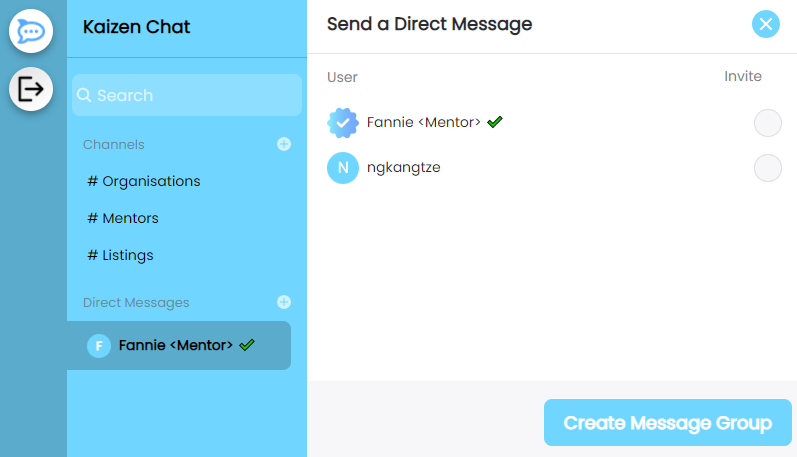 Kaizen Chat
Search
Channels
# Organisations
# Mentors
# Listings
Direct Messages
F
Fannie <Mentor> ✔
Send a Direct Message
User
Invite
Fannie <Mentor> ✔
N
ngkangtze
Create Message Group